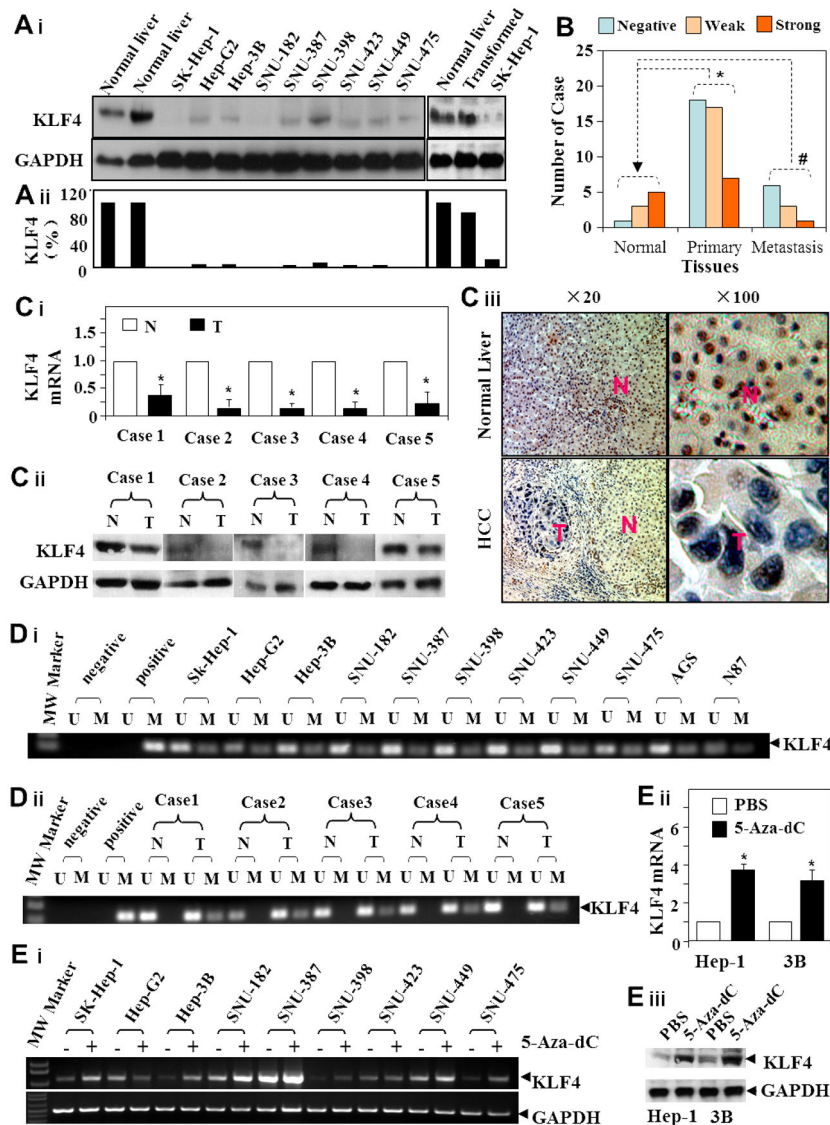 A i
Normal liver
Normal liver
SK-Hep-1
Hep-G2
Hep-3B
SNU-182
SNU-387
SNU-398
SNU-423
SNU-449
SNU-475
Normal liver
Transformed
SK-Hep-1
KLF4
GAPDH
A ii
KLF4 (%)
120
80
40
0
B
Negative Weak Strong
Number of Case
25
20
15
10
5
0
*
#
Normal Primary Metastasis
Tissues
C i
N T
KLF4 mRNA
1.5
1.0
0.5
0
* * * * *
Case 1 Case 2 Case 3 Case 4 Case 5
C ii
Case 1 Case 2 Case 3 Case 4 Case 5
N T N T N T N T N T
KLF4
GAPDH
C iii
×20 ×100
Normal Liver
N N
HCC
T N T
D i
MW Marker
negative
positive
Sk-Hep-1
Hep-G2
Hep-3B
SNU-182
SNU-387
SNU-398
SNU-423
SNU-449
SNU-475
AGS
N87
U M U M U M U M U M U M U M U M U M U M U M U M U M
KLF4
D ii
MW Marker
negative
positive
Case1 Case2 Case3 Case4 Case5
N T N T N T N T N T
U M U M U M U M U M U M U M U M U M U M U M U M
KLF4
E ii
PBS
5-Aza-dC
KLF4 mRNA
6
4
2
0
* *
Hep-1 3B
E i
MW Marker
SK-Hep-1
Hep-G2
Hep-3B
SNU-182
SNU-387
SNU-398
SNU-423
SNU-449
SNU-475
- + - + - + - + - + - + - + - + - + 5-Aza-dC
KLF4
GAPDH
E iii
PBS
5-Aza-dC
PBS
5-Aza-dC
KLF4
GAPDH
Hep-1 3B